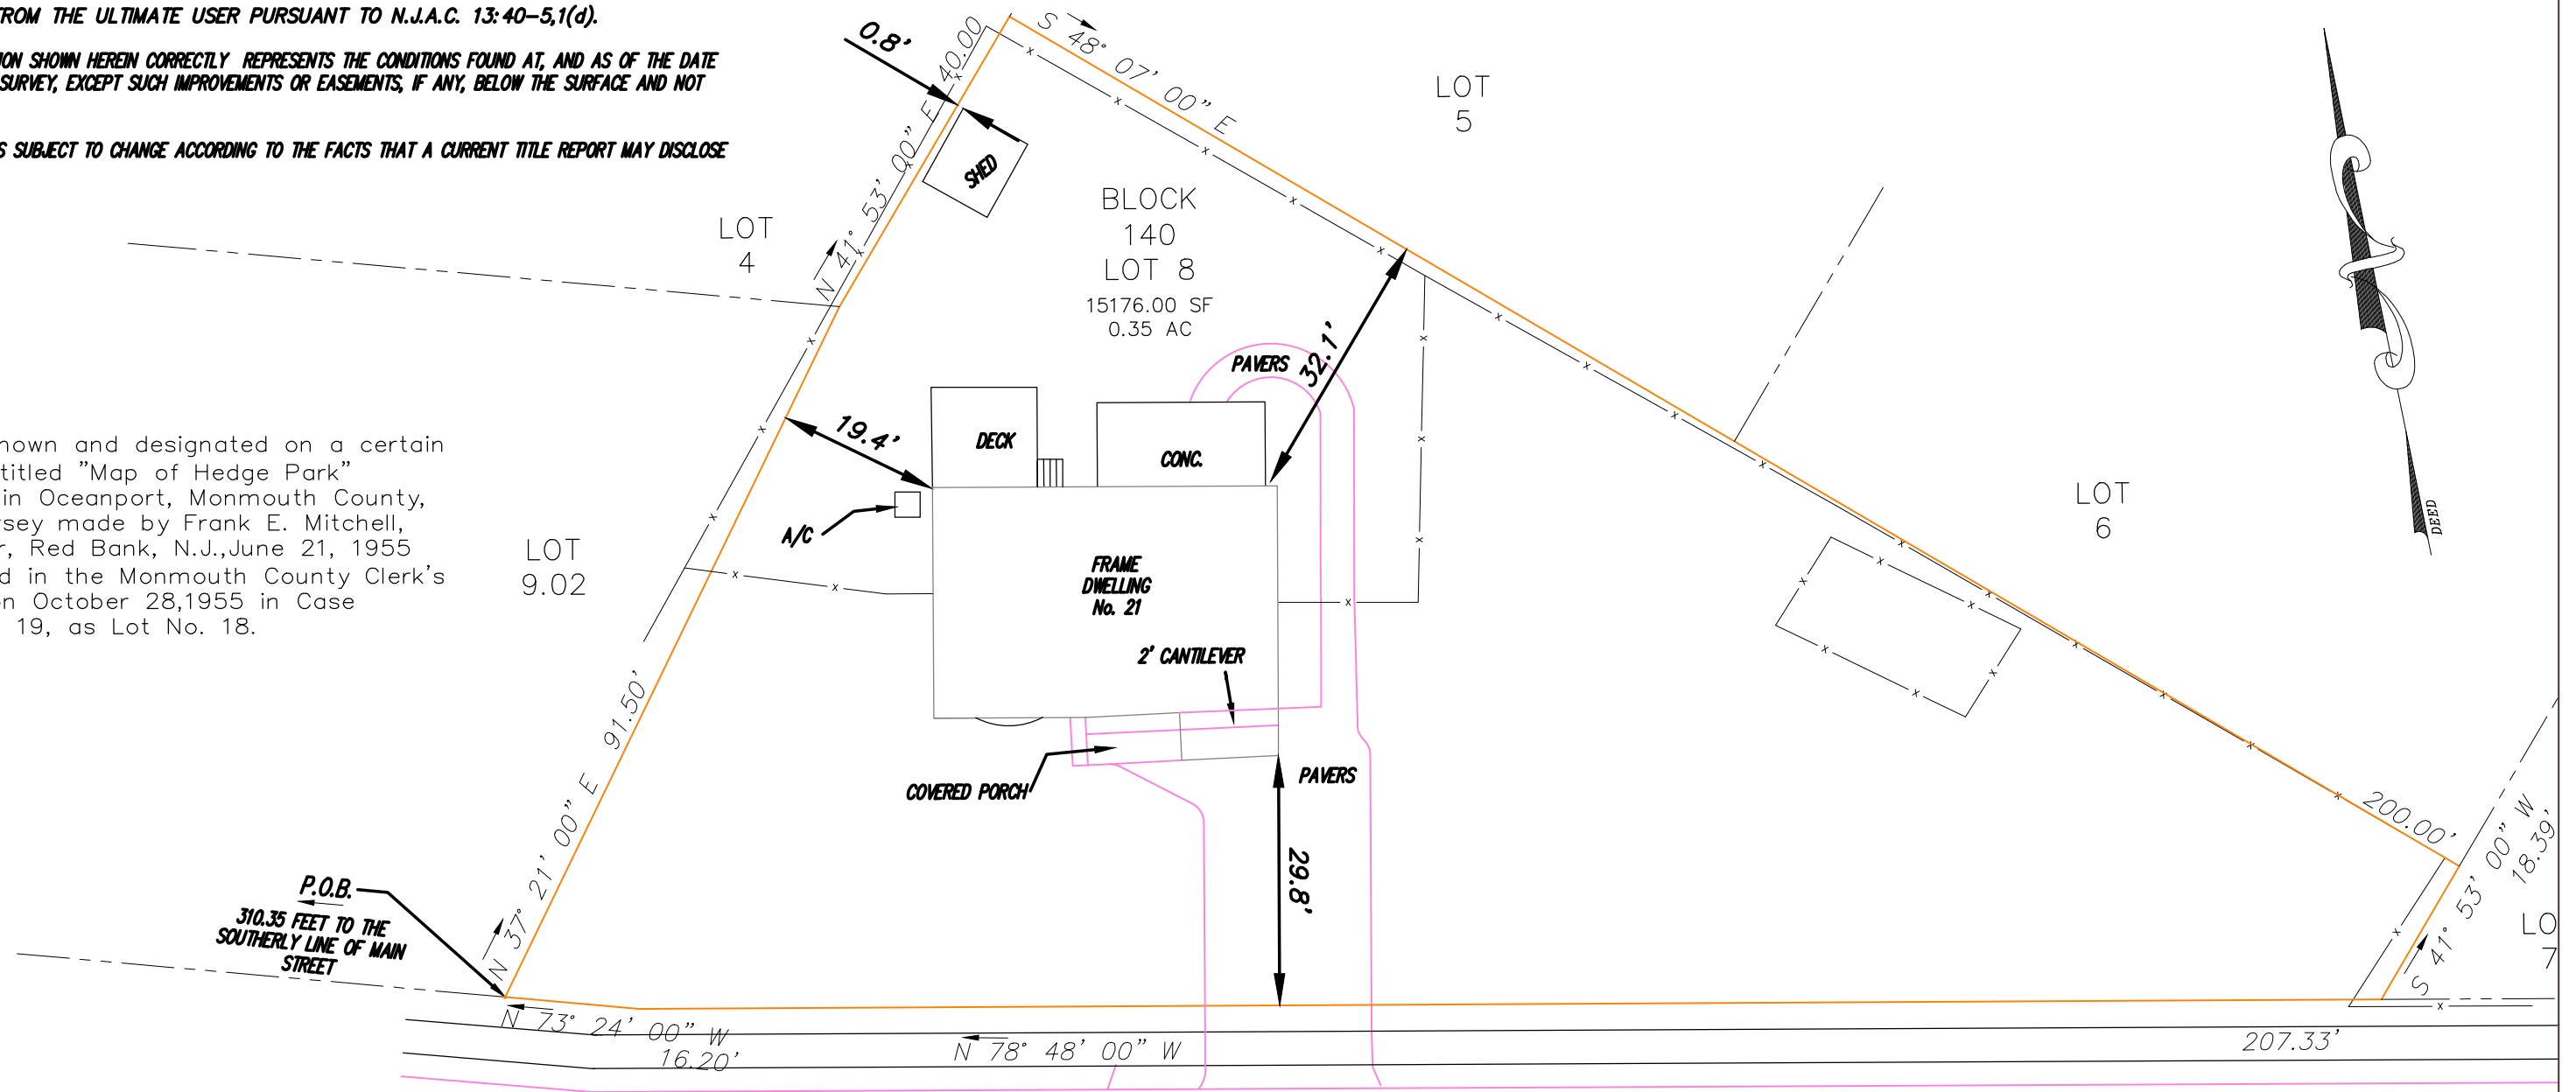 FROM THE ULTIMATE USER PURSUANT TO N.J.A.C. 13:40-5,1(d).
ION SHOWN HEREIN CORRECTLY REPRESENTS THE CONDITIONS FOUND AT, AND AS OF THE DATE
SURVEY, EXCEPT SUCH IMPROVEMENTS OR EASEMENTS, IF ANY, BELOW THE SURFACE AND NOT
S SUBJECT TO CHANGE ACCORDING TO THE FACTS THAT A CURRENT TITLE REPORT MAY DISCLOSE
0.8'
N 41° 53' 00" E 40.00
S 48° 07' 00" E
200.00'
LOT
5
SHED
BLOCK
140
LOT 8
15176.00 SF
0.35 AC
LOT
4
PAVERS
32.1'
19.4'
DECK
CONC.
A/C
hown and designated on a certain
titled "Map of Hedge Park"
in Oceanport, Monmouth County,
rsey made by Frank E. Mitchell,
r, Red Bank, N.J.,June 21, 1955
d in the Monmouth County Clerk's
on October 28,1955 in Case
19, as Lot No. 18.
LOT
9.02
FRAME
DWELLING
No. 21
2' CANTILEVER
LOT
6
DEED
COVERED PORCH
PAVERS
29.8'
N 37° 21' 00" E 91.50'
P.O.B.
310.35 FEET TO THE
SOUTHERLY LINE OF MAIN
STREET
S 41° 53' 00" W
18.39'
LO
7
N 73° 24' 00" W
16.20'
N 78° 48' 00" W
207.33'